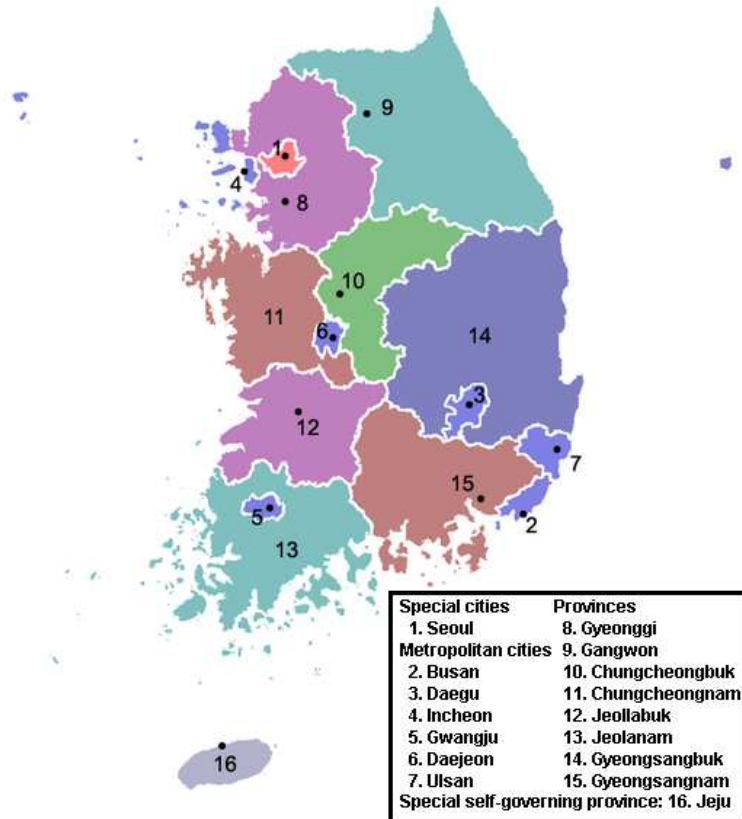 9
1
4
8
10
11
6
14
3
12
7
15
5
2
13
16
Special cities Provinces
1. Seoul 8. Gyeonggi
Metropolitan cities 9. Gangwon
2. Busan 10. Chungcheongbuk
3. Daegu 11. Chungcheongnam
4. Incheon 12. Jeollabuk
5. Gwangju 13. Jeolanam
6. Daejeon 14. Gyeongsangbuk
7. Ulsan 15. Gyeongsangnam
Special self-governing province: 16. Jeju